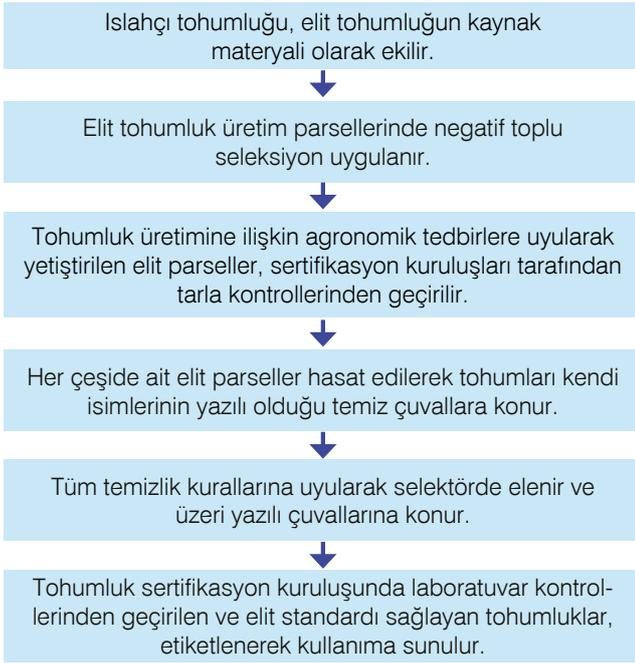 Islahçı tohumluğu, elit tohumluğun kaynak
materyali olarak ekilir.
Elit tohumluk üretim parsellerinde negatif toplu
seleksiyon uygulanır.
Tohumluk üretimine ilişkin agronomik tedbirlere uyularak
yetiştirilen elit parseller, sertifikasyon kuruluşları tarafından
tarla kontrollerinden geçirilir.
Her çeşide ait elit parseller hasat edilerek tohumları kendi
isimlerinin yazılı olduğu temiz çuvallara konur.
Tüm temizlik kurallarına uyularak selektörde elenir ve
üzeri yazılı çuvallarına konur.
Tohumluk sertifikasyon kuruluşunda laboratuvar kontrol-
lerinden geçirilen ve elit standardı sağlayan tohumluklar,
etiketlenerek kullanıma sunulur.